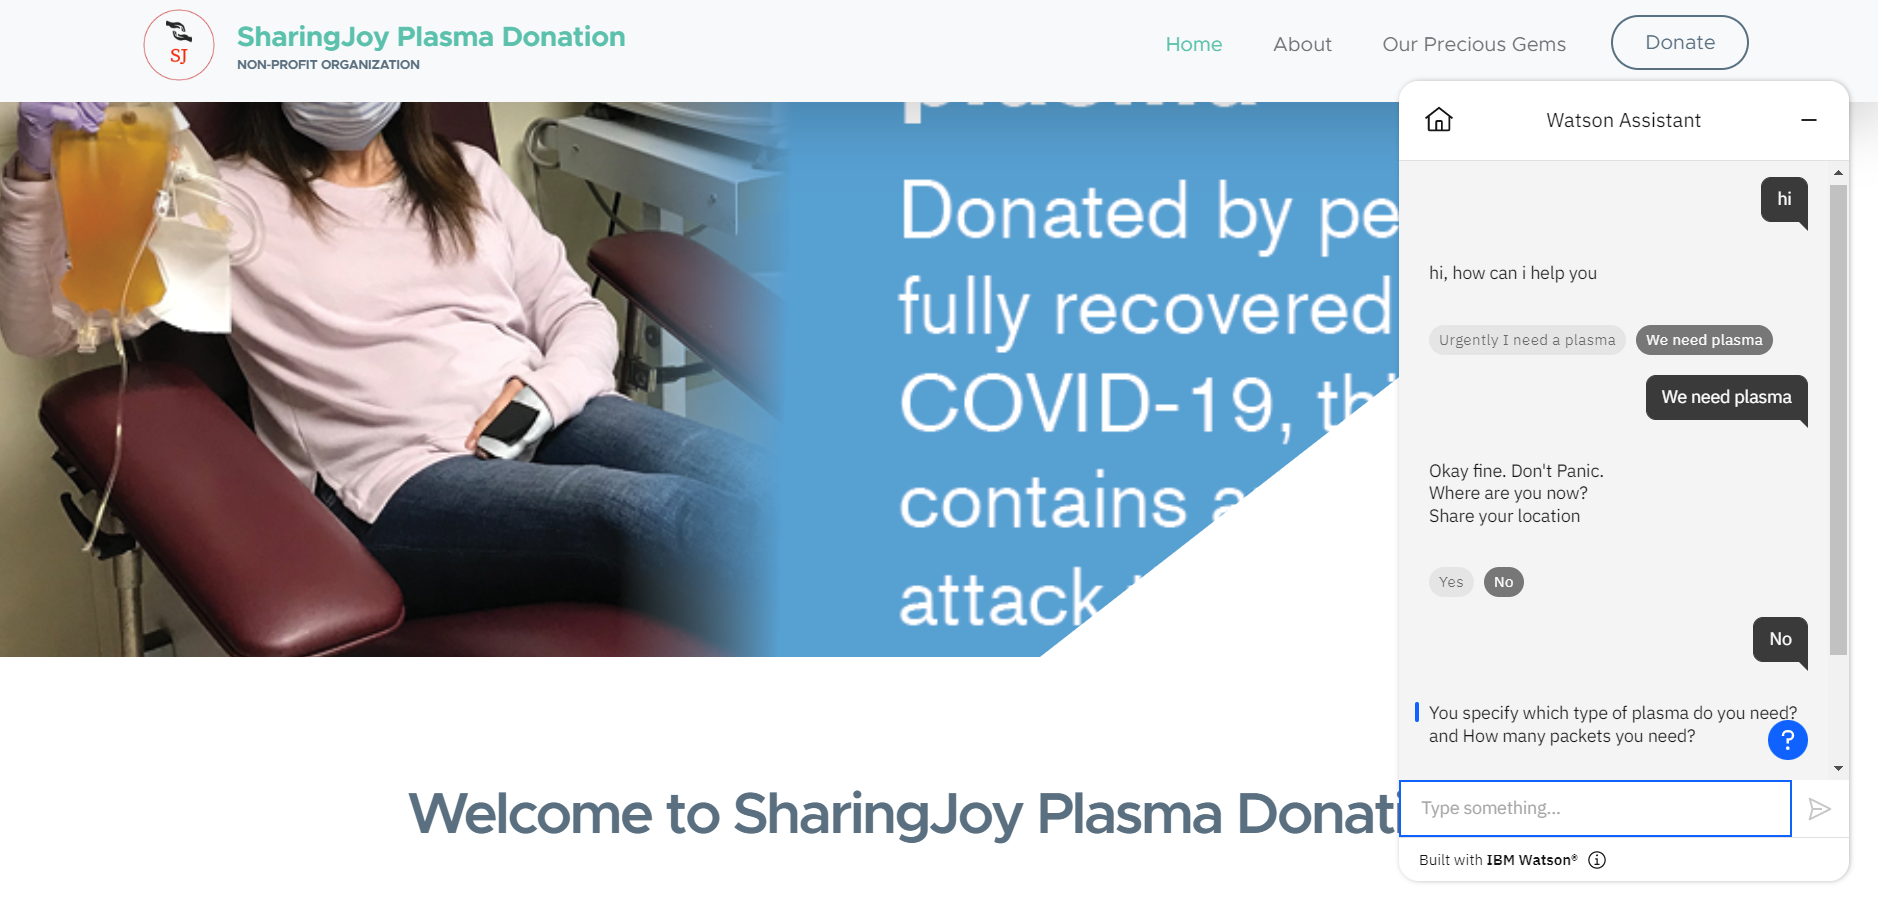 SJ
SharingJoy Plasma Donation
NON-PROFIT ORGANIZATION
Home
About
Our Precious Gems
Donate
plasma
Donated by pe
fully recovered
COVID-19, th
contains a
attack
Welcome to SharingJoy Plasma Donati
Watson Assistant
hi
hi, how can i help you
Urgently I need a plasma
We need plasma
We need plasma
Okay fine. Don't Panic.
Where are you now?
Share your location
Yes
No
No
You specify which type of plasma do you need?
and How many packets you need?
?
Type something...
Built with IBM Watson®